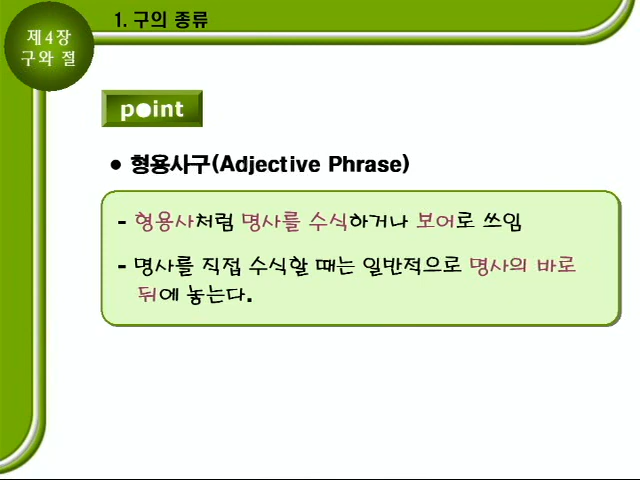 1. 구의 종류
제4장
구와 절
point
● 형용사구(Adjective Phrase)
- 형용사처럼 명사를 수식하거나 보어로 쓰임
- 명사를 직접 수식할 때는 일반적으로 명사의 바로
뒤에 놓는다.